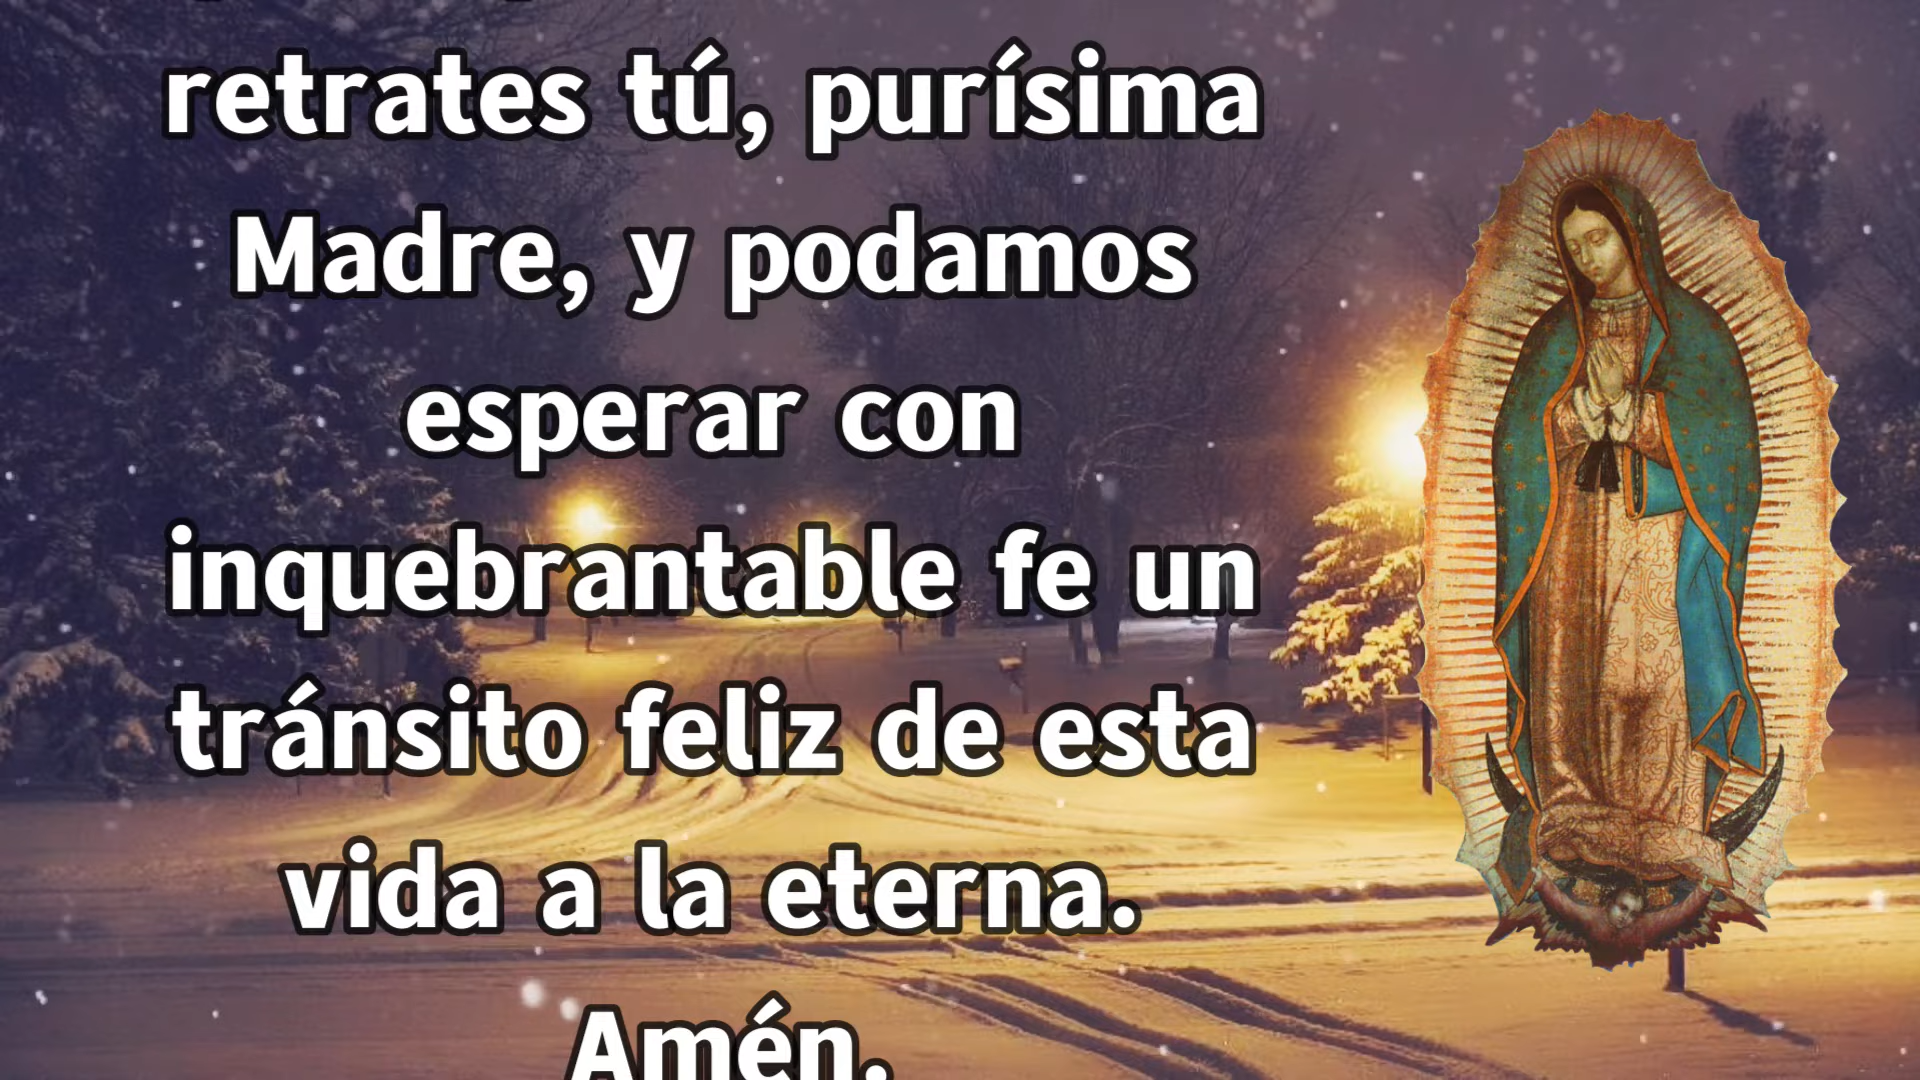 retrates tú, purísima
Madre, y podamos
esperar con
inquebrantable fe un
tránsito feliz de esta
vida a la eterna.
Amén.